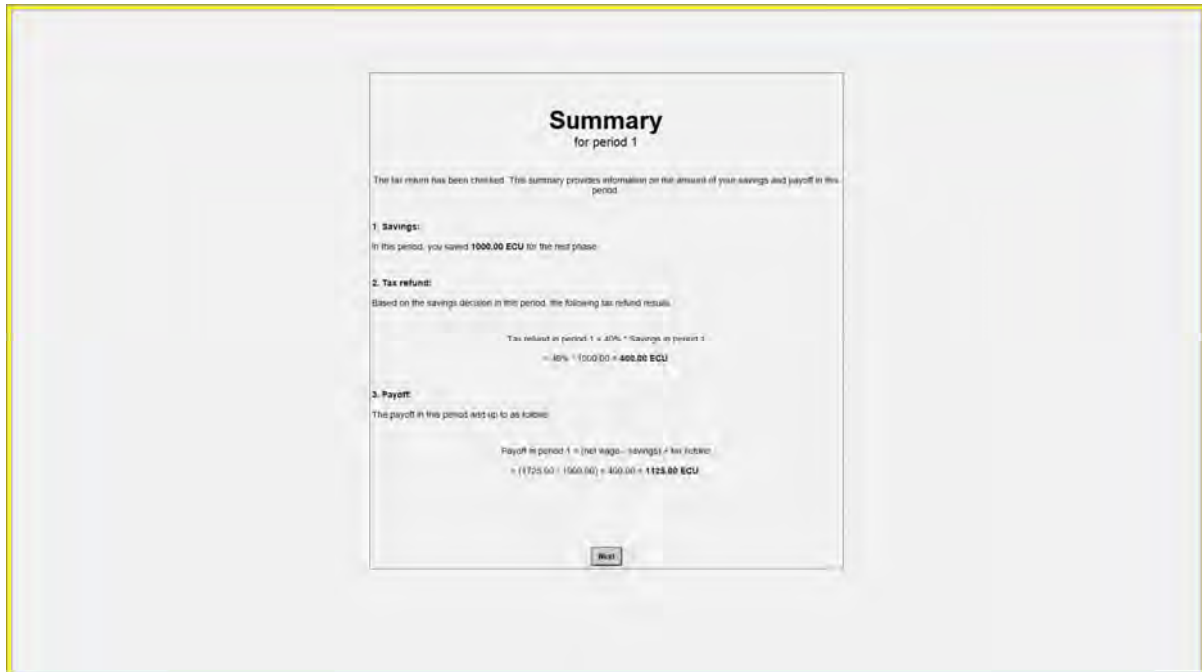 Summary
for period 1
The tax return has been checked. This summary provides information on the amount of your savings and payoff in this
period.
1. Savings:
In this period, you saved 1000.00 ECU for the rest phase.
2. Tax refund:
Based on the savings decision in this period, the following tax refund results:
Tax refund in period 1 = 40% * Savings in period 1
= 40% * 1000.00 = 400.00 ECU
3. Payoff:
The payoff in this period add up to as follows:
Payoff in period 1 = (net wage - savings) + tax refund
= (1725.00 - 1000.00) + 400.00 = 1125.00 ECU
Next